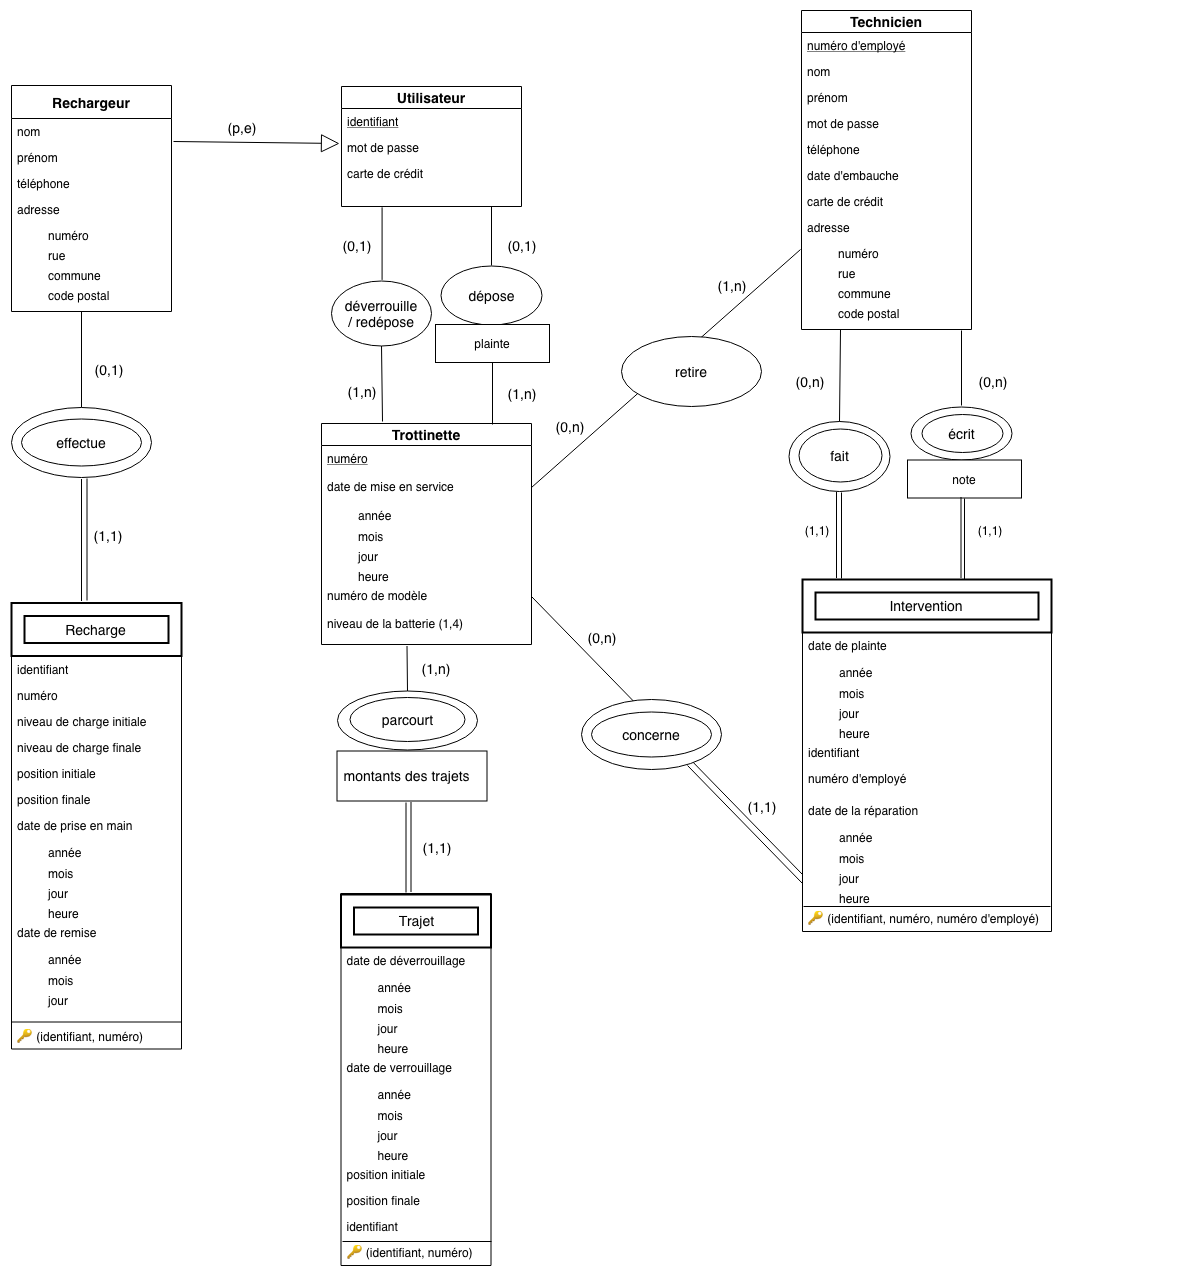 Technicien
numéro d'employé
nom
prénom
mot de passe
téléphone
date d'embauche
carte de crédit
adresse
numéro
rue
commune
code postal
Rechargeur
nom
prénom
téléphone
adresse
numéro
rue
commune
code postal
(p,e)
Utilisateur
identifiant
mot de passe
carte de crédit
(0,1)
(0,1)
déverrouille
/ redépose
dépose
plainte
(1,n)
(1,n)
(1,n)
retire
(0,n)
(0,1)
effectue
(1,1)
Trottinette
numéro
date de mise en service
année
mois
jour
heure
numéro de modèle
niveau de la batterie (1,4)
(0,n)
(0,n)
fait
écrit
note
(1,1)
(1,1)
Recharge
identifiant
numéro
niveau de charge initiale
niveau de charge finale
position initiale
position finale
date de prise en main
année
mois
jour
heure
date de remise
année
mois
jour
(identifiant, numéro)
(1,n)
parcourt
montants des trajets
(1,1)
(0,n)
concerne
(1,1)
Intervention
date de plainte
année
mois
jour
heure
identifiant
numéro d'employé
date de la réparation
année
mois
jour
heure
(identifiant, numéro, numéro d'employé)
Trajet
date de déverrouillage
année
mois
jour
heure
date de verrouillage
année
mois
jour
heure
position initiale
position finale
identifiant
(identifiant, numéro)